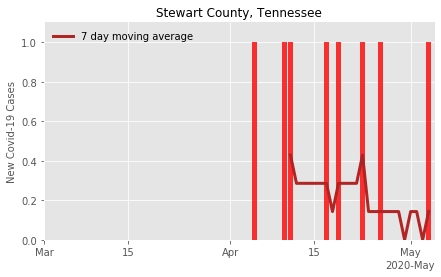 Stewart County, Tennessee
7 day moving average
New Covid-19 Cases
1.0
0.8
0.6
0.4
0.2
0.0
Mar 15 Apr 15 May
2020-May